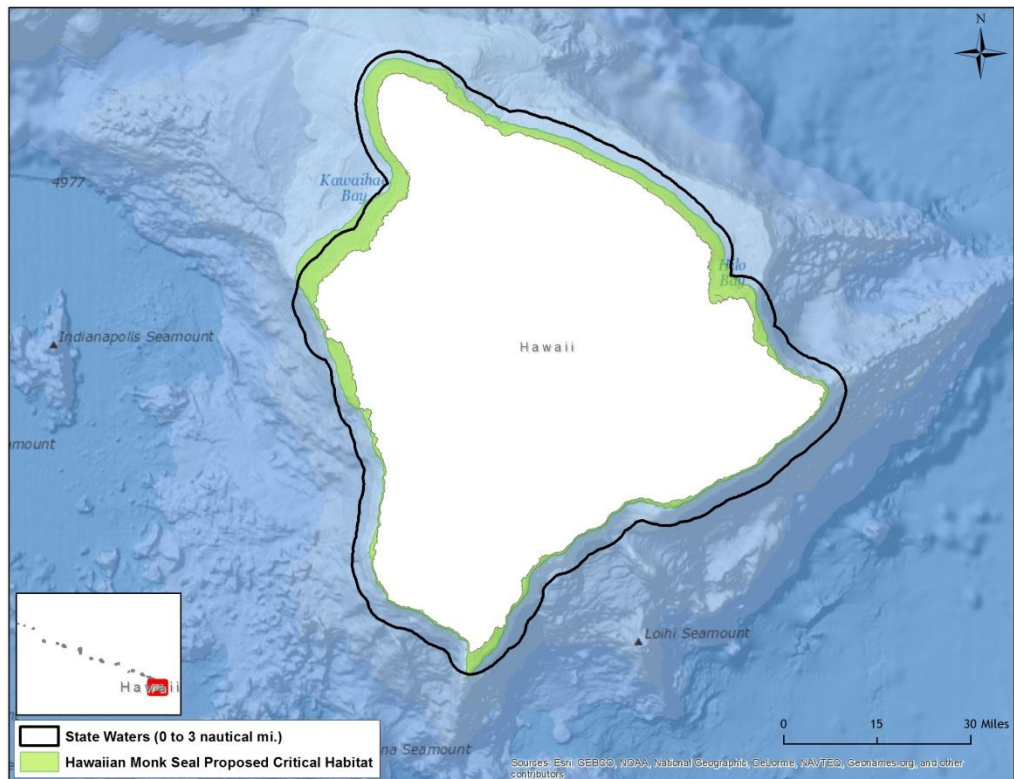 N
4977
Kawaihae
Bay
Hilo
Bay
Indianapolis Seamount
Hawaii
amount
Loihi Seamount
Hawaii
State Waters (0 to 3 nautical mi.)
Hawaiian Monk Seal Proposed Critical Habitat
na Seamount
0 15 30 Miles
Sources: Esri, GEBCO, NOAA, National Geographic, DeLorme, NAVTEQ, Geonames.org, and other
contributors